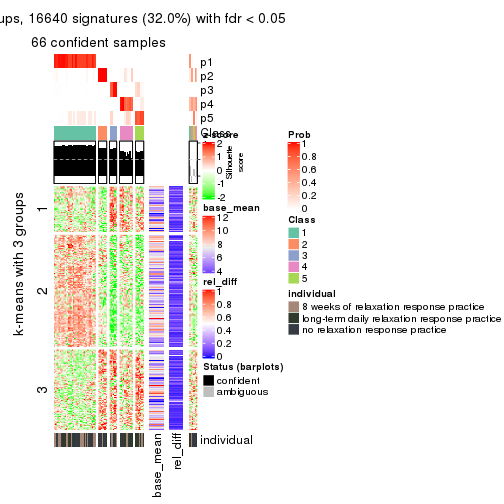 ups, 16640 signatures (32.0%) with fdr < 0.05
66 confident samples
p1
p2
p3
p4
p5
Class
Silhouette
score
1
2
3
k-means with 3 groups
individual
base_mean
rel_diff
z-score
2
1
0
-1
-2
base_mean
12
10
8
6
4
rel_diff
1
0.8
0.6
0.4
0.2
0
Status (barplots)
confident
ambiguous
Prob
1
0.8
0.6
0.4
0.2
0
Class
1
2
3
4
5
individual
8 weeks of relaxation response practice
long-term daily relaxation response practice
no relaxation response practice